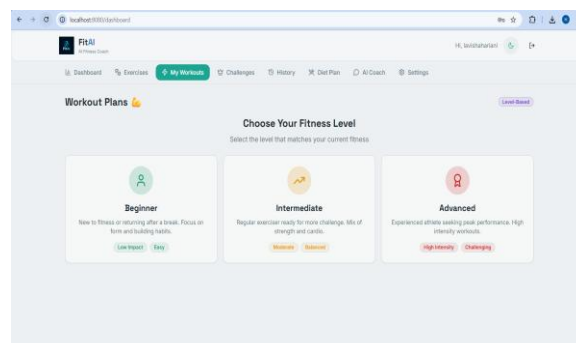 localhost:8080/dashboard
FitAI
AI Fitness Coach
Hi, tavistahariani
Dashboard
Exercises
My Workouts
Challenges
History
Diet Plan
AI Coach
Settings
Workout Plans 💪
Level-Based
Choose Your Fitness Level
Select the level that matches your current fitness
Beginner
New to fitness or returning after a break. Focus on
form and building habits.
Low Impact
Easy
Intermediate
Regular exerciser ready for more challenge. Mix of
strength and cardio.
Moderate
Balanced
Advanced
Experienced athlete seeking peak performance. High
intensity workouts.
High Intensity
Challenging